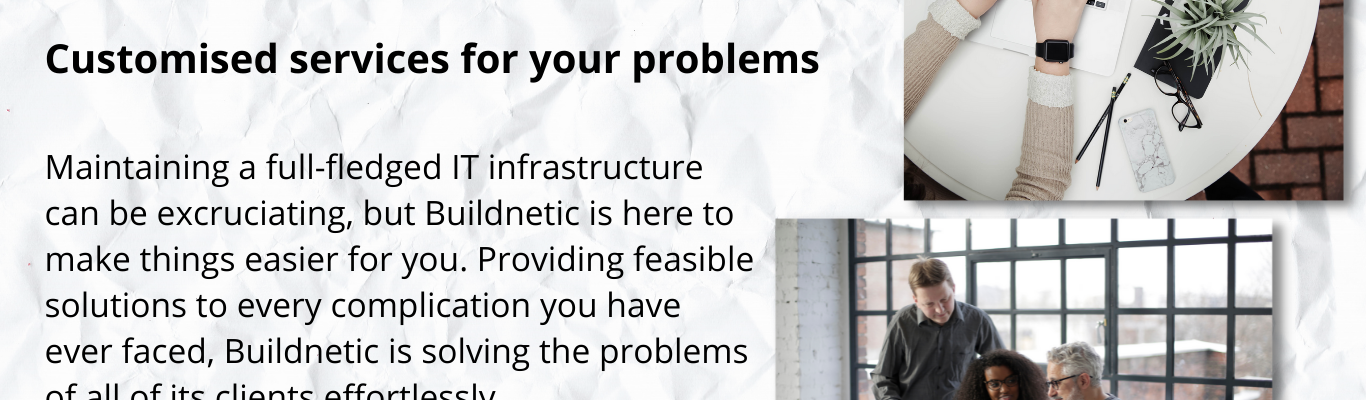 Customised services for your problems
Maintaining a full-fledged IT infrastructure
can be excruciating, but Buildnetic is here to
make things easier for you. Providing feasible
solutions to every complication you have
ever faced, Buildnetic is solving the problems
of all of its clients effortlessly.